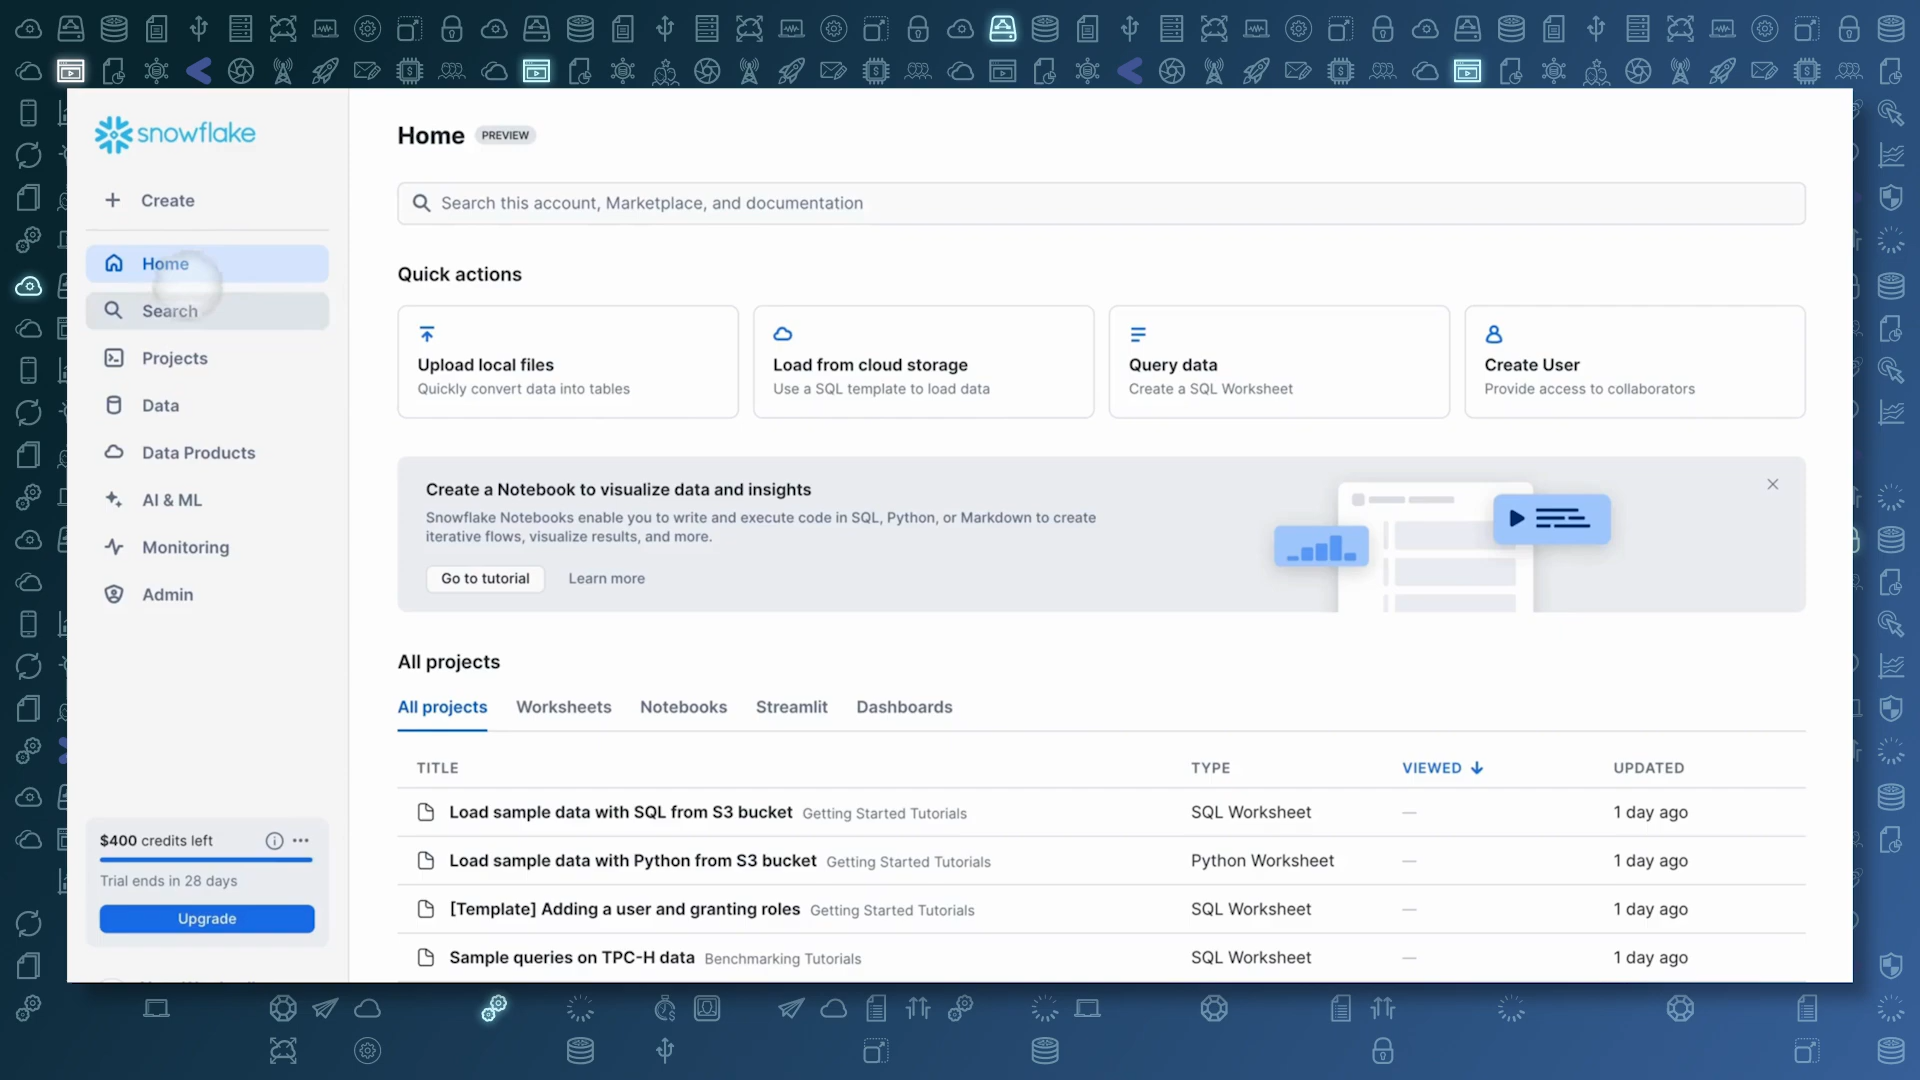 snowflake
Create
Home
Search
Projects
Data
Data Products
AI & ML
Monitoring
Admin
$400 credits left
Trial ends in 28 days
Upgrade
Home PREVIEW
Search this account, Marketplace, and documentation
Quick actions
Upload local files
Quickly convert data into tables
Load from cloud storage
Use a SQL template to load data
Query data
Create a SQL Worksheet
Create User
Provide access to collaborators
Create a Notebook to visualize data and insights
Snowflake Notebooks enable you to write and execute code in SQL, Python, or Markdown to create
iterative flows, visualize results, and more.
Go to tutorial Learn more
All projects
All projects Worksheets Notebooks Streamlit Dashboards
TITLE TYPE VIEWED UPDATED
Load sample data with SQL from S3 bucket Getting Started Tutorials SQL Worksheet — 1 day ago
Load sample data with Python from S3 bucket Getting Started Tutorials Python Worksheet — 1 day ago
[Template] Adding a user and granting roles Getting Started Tutorials SQL Worksheet — 1 day ago
Sample queries on TPC-H data Benchmarking Tutorials SQL Worksheet — 1 day ago